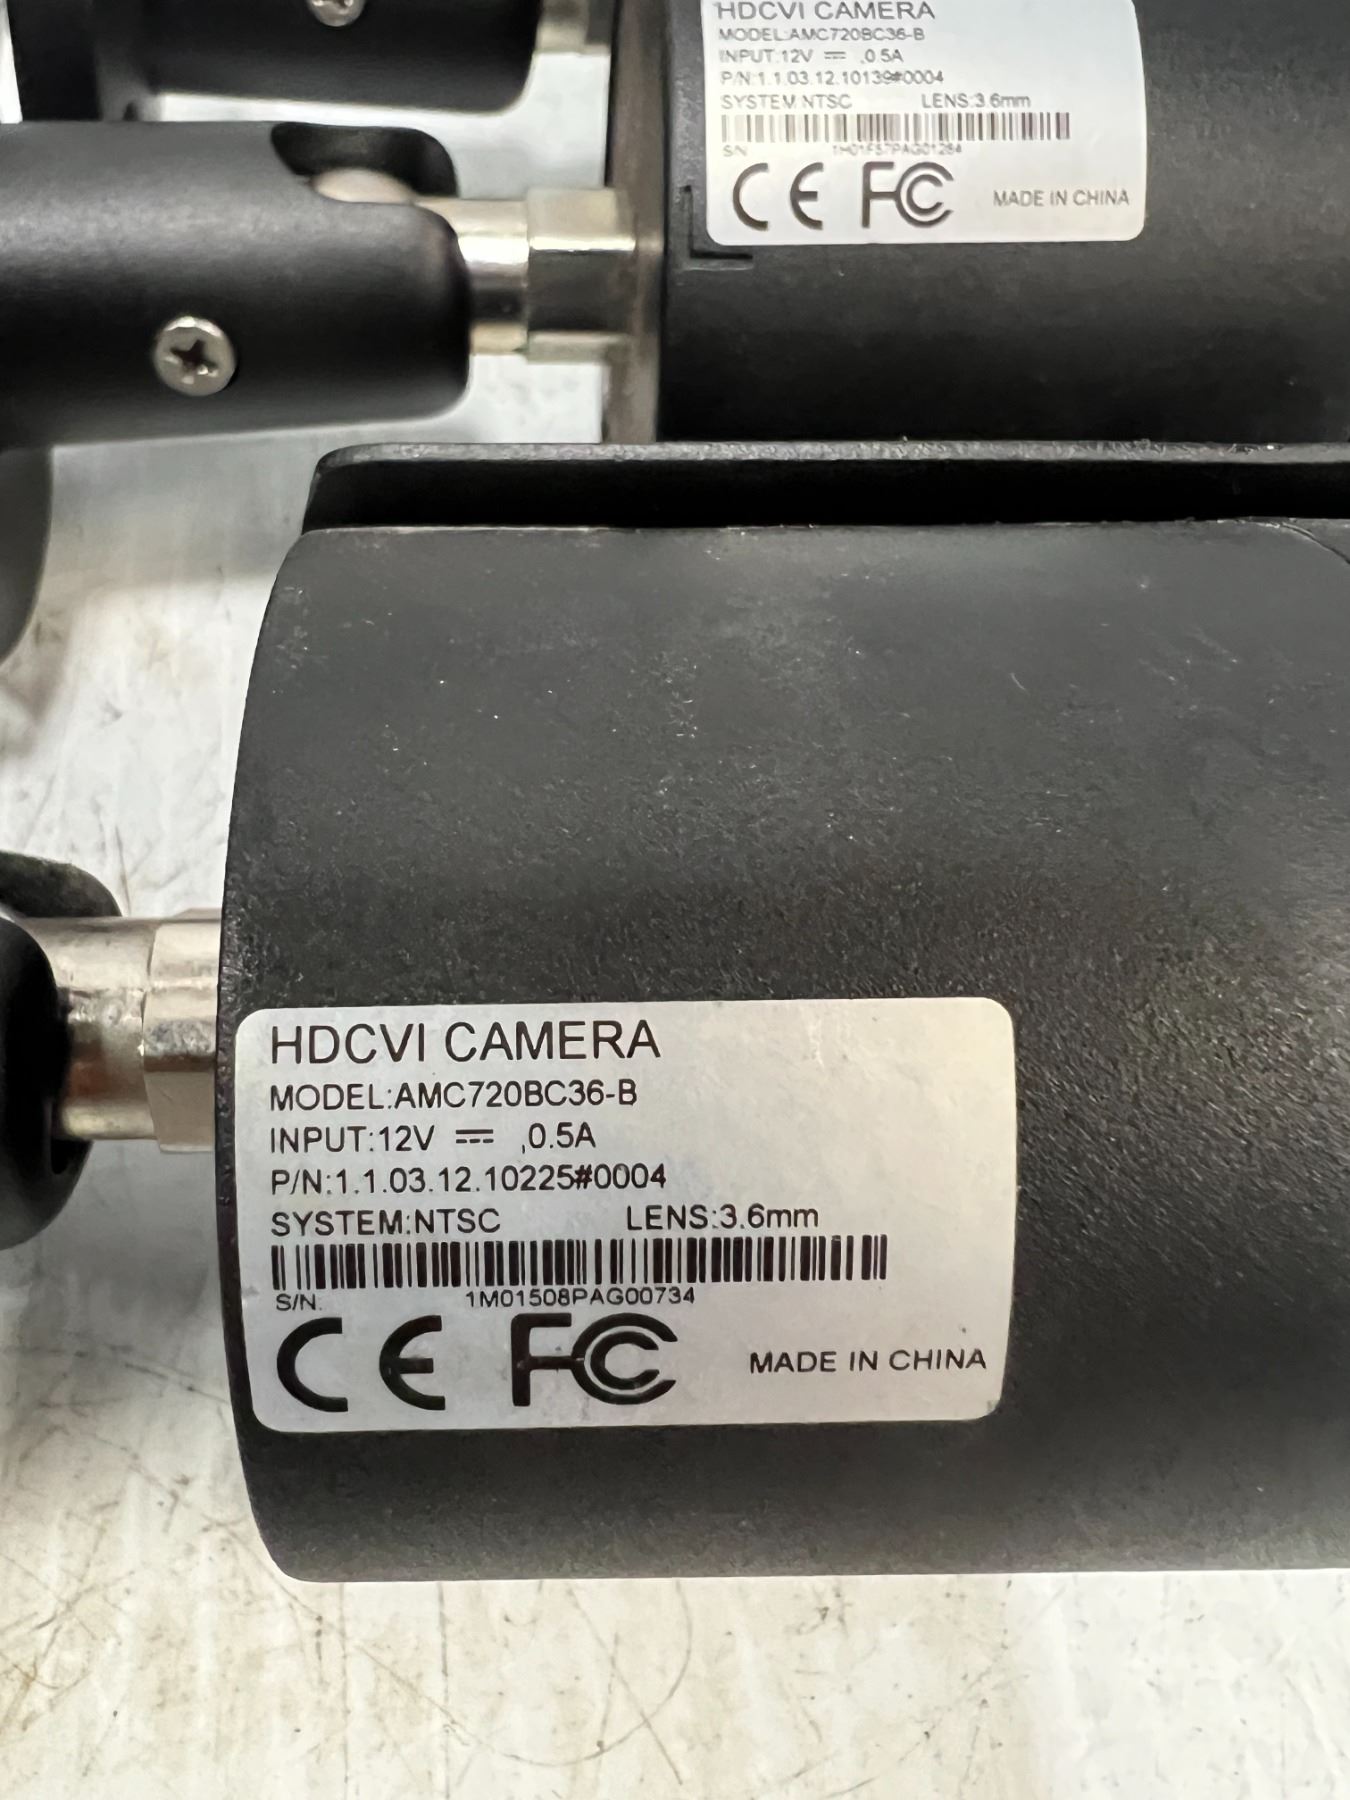 HDCVI CAMERA
MODEL:AMC720BC36-B
INPUT:12V ⎓ ,0.5A
P/N:1.1.03.12.10139#0004
SYSTEM:NTSC LENS:3.6mm
S/N
CE FC MADE IN CHINA
HDCVI CAMERA
MODEL:AMC720BC36-B
INPUT:12V ⎓ ,0.5A
P/N:1.1.03.12.10225#0004
SYSTEM:NTSC LENS:3.6mm
S/N: 1M01508PAG00734
CE FC MADE IN CHINA